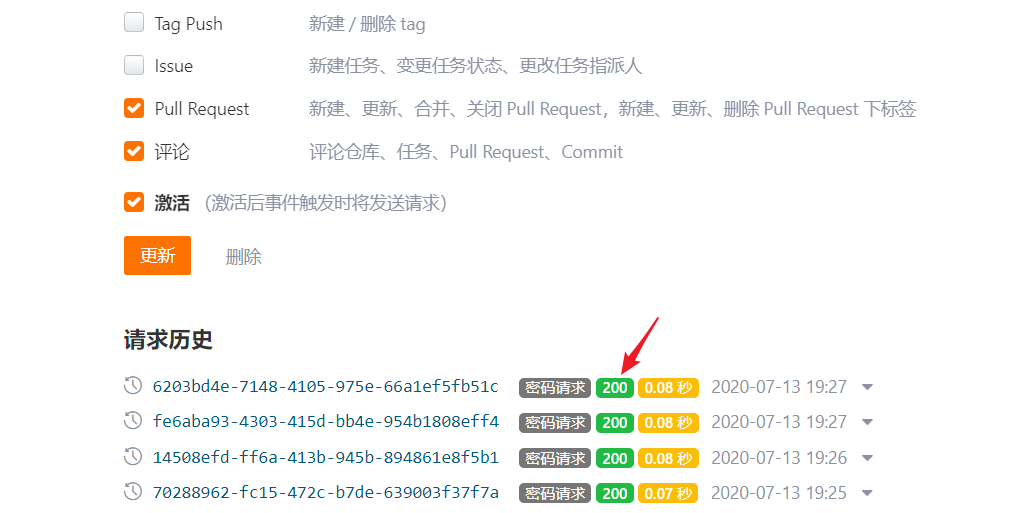 Tag Push 新建 / 删除 tag
Issue 新建任务、变更任务状态、更改任务指派人
Pull Request 新建、更新、合并、关闭 Pull Request，新建、更新、删除 Pull Request 下标签
评论 评论仓库、任务、Pull Request、Commit
激活 （激活后事件触发时将发送请求）
更新 删除
请求历史
6203bd4e-7148-4105-975e-66a1ef5fb51c 密码请求 200 0.08 秒 2020-07-13 19:27
fe6aba93-4303-415d-bb4e-954b1808eff4 密码请求 200 0.08 秒 2020-07-13 19:27
14508efd-ff6a-413b-945b-894861e8f5b1 密码请求 200 0.08 秒 2020-07-13 19:26
70288962-fc15-472c-b7de-639003f37f7a 密码请求 200 0.07 秒 2020-07-13 19:25